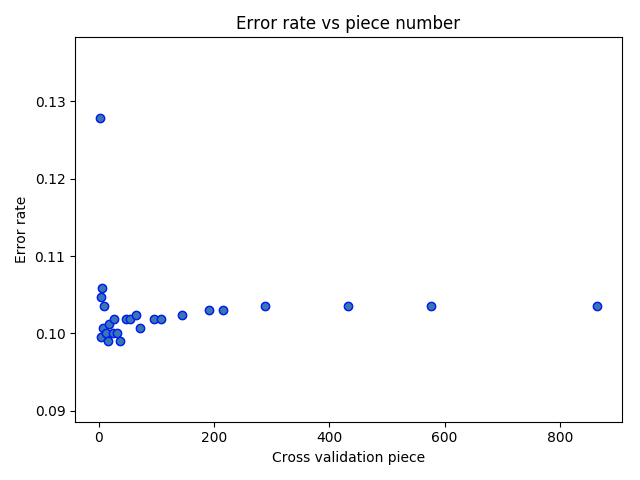 Error rate vs piece number
0.13
0.12
0.11
0.10
0.09
Error rate
0 200 400 600 800
Cross validation piece